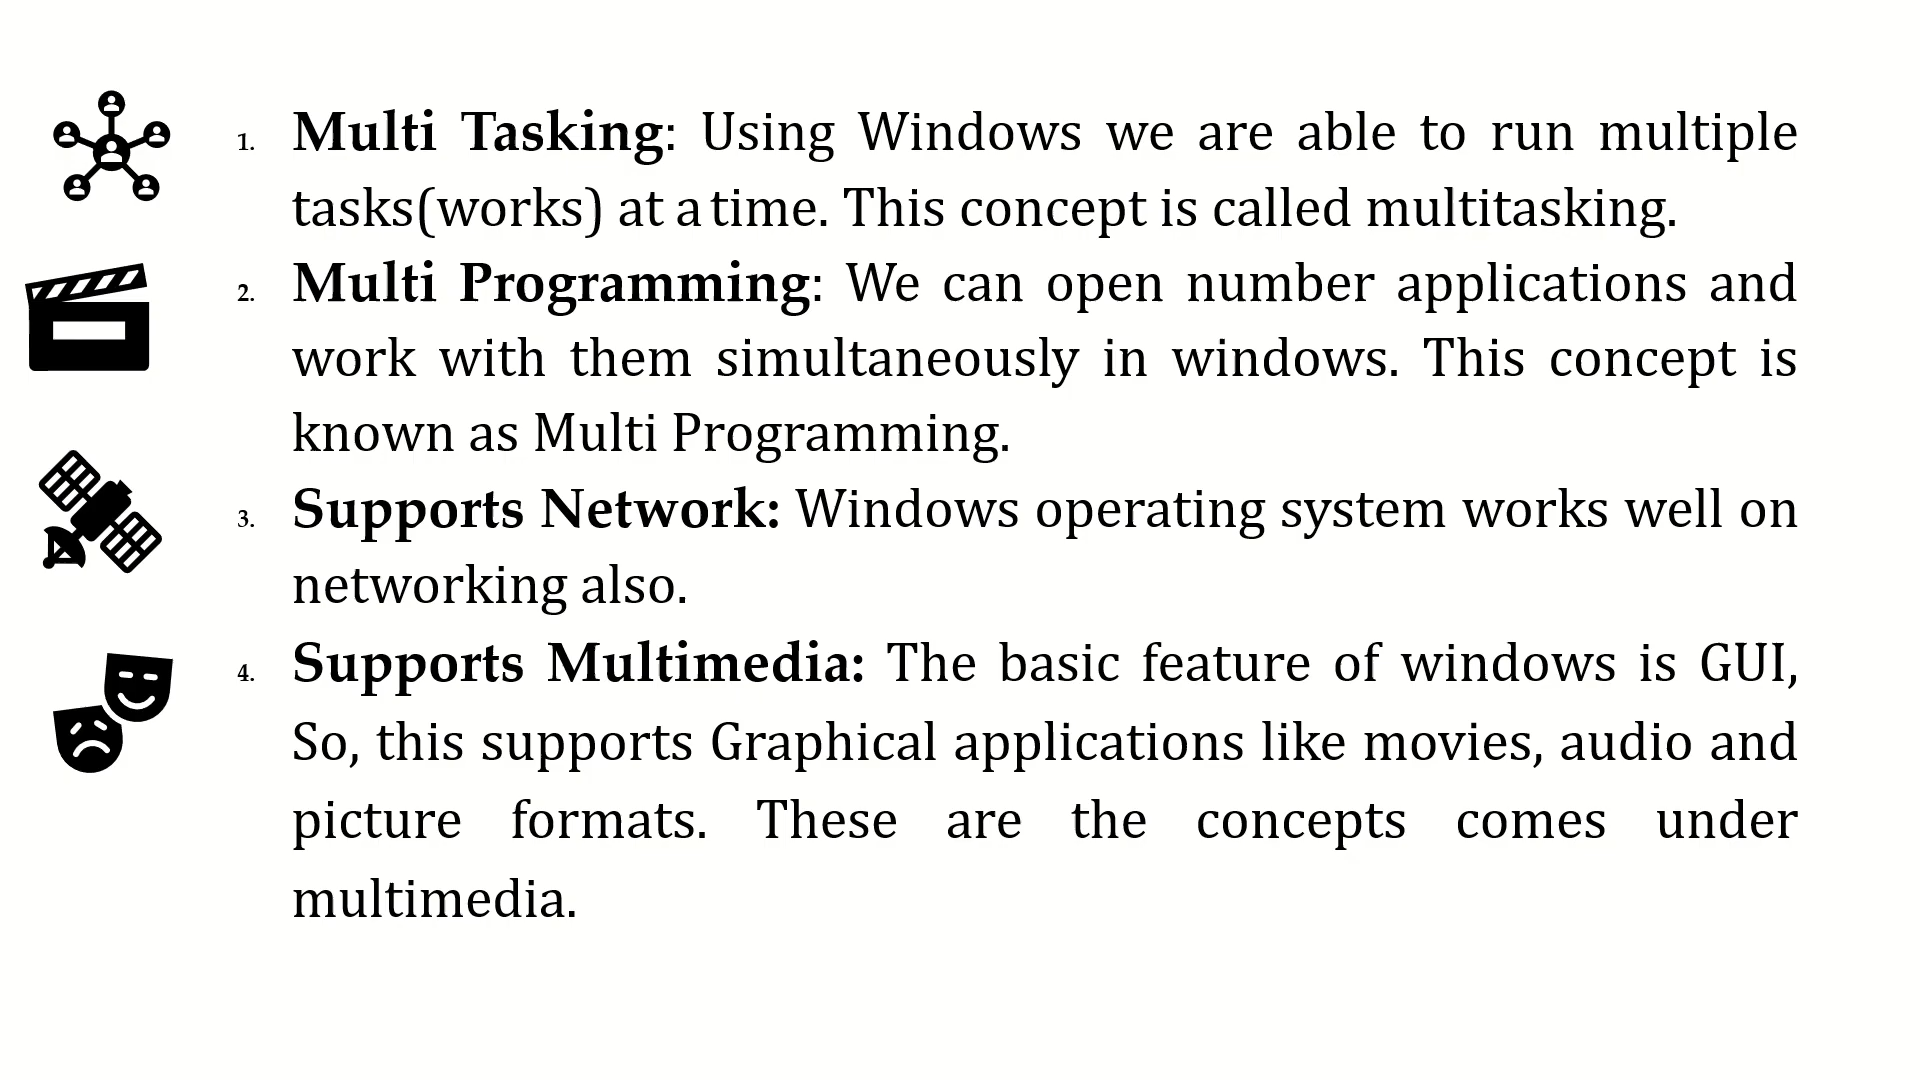 1. Multi Tasking: Using Windows we are able to run multiple
tasks(works) at a time. This concept is called multitasking.
2. Multi Programming: We can open number applications and
work with them simultaneously in windows. This concept is
known as Multi Programming.
3. Supports Network: Windows operating system works well on
networking also.
4. Supports Multimedia: The basic feature of windows is GUI,
So, this supports Graphical applications like movies, audio and
picture formats. These are the concepts comes under
multimedia.